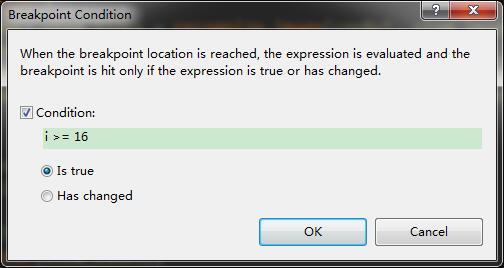 Breakpoint Condition
When the breakpoint location is reached, the expression is evaluated and the
breakpoint is hit only if the expression is true or has changed.
Condition:
i >= 16
Is true
Has changed
OK
Cancel